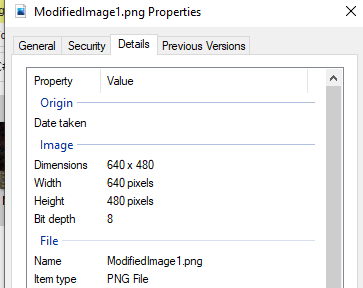 ModifiedImage1.png Properties
General Security Details Previous Versions
Property Value
Origin
Date taken
Image
Dimensions 640 x 480
Width 640 pixels
Height 480 pixels
Bit depth 8
File
Name ModifiedImage1.png
Item type PNG File